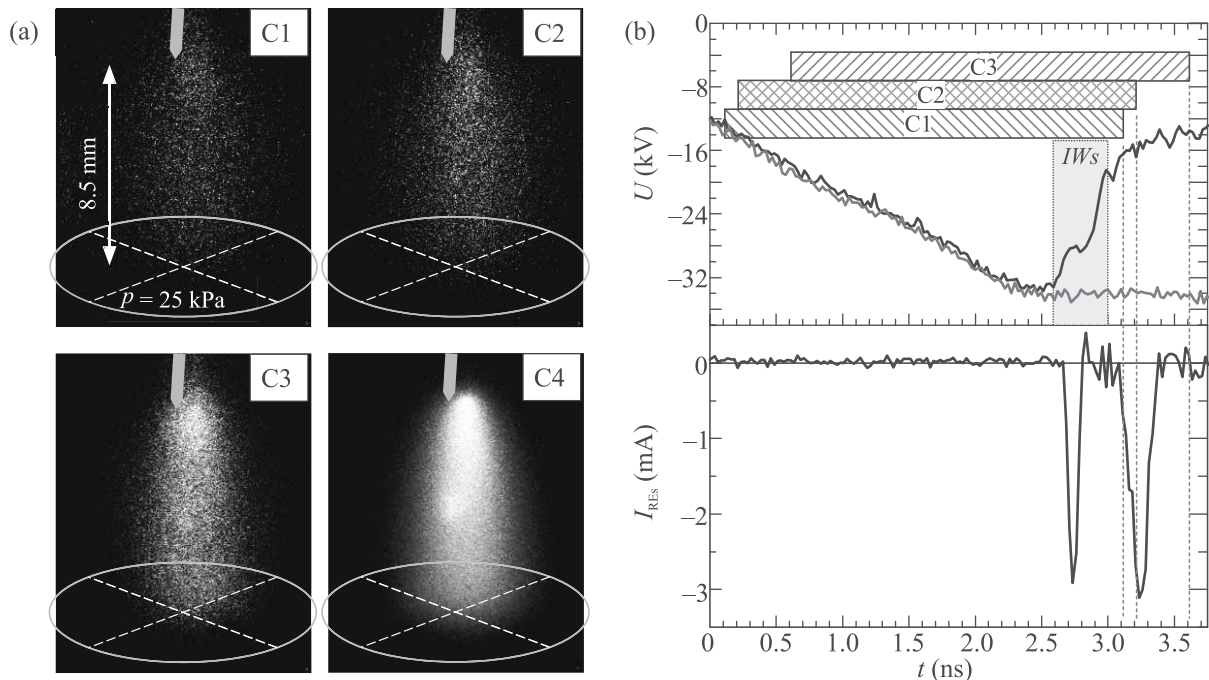 (a)
C1
C2
8.5 mm
p = 25 kPa
C3
C4
(b)
0
−8
−16
−24
−32
U (kV)
C3
C2
C1
IWs
0
−1
−2
−3
I_REs (mA)
0 0.5 1.0 1.5 2.0 2.5 3.0 3.5
t (ns)